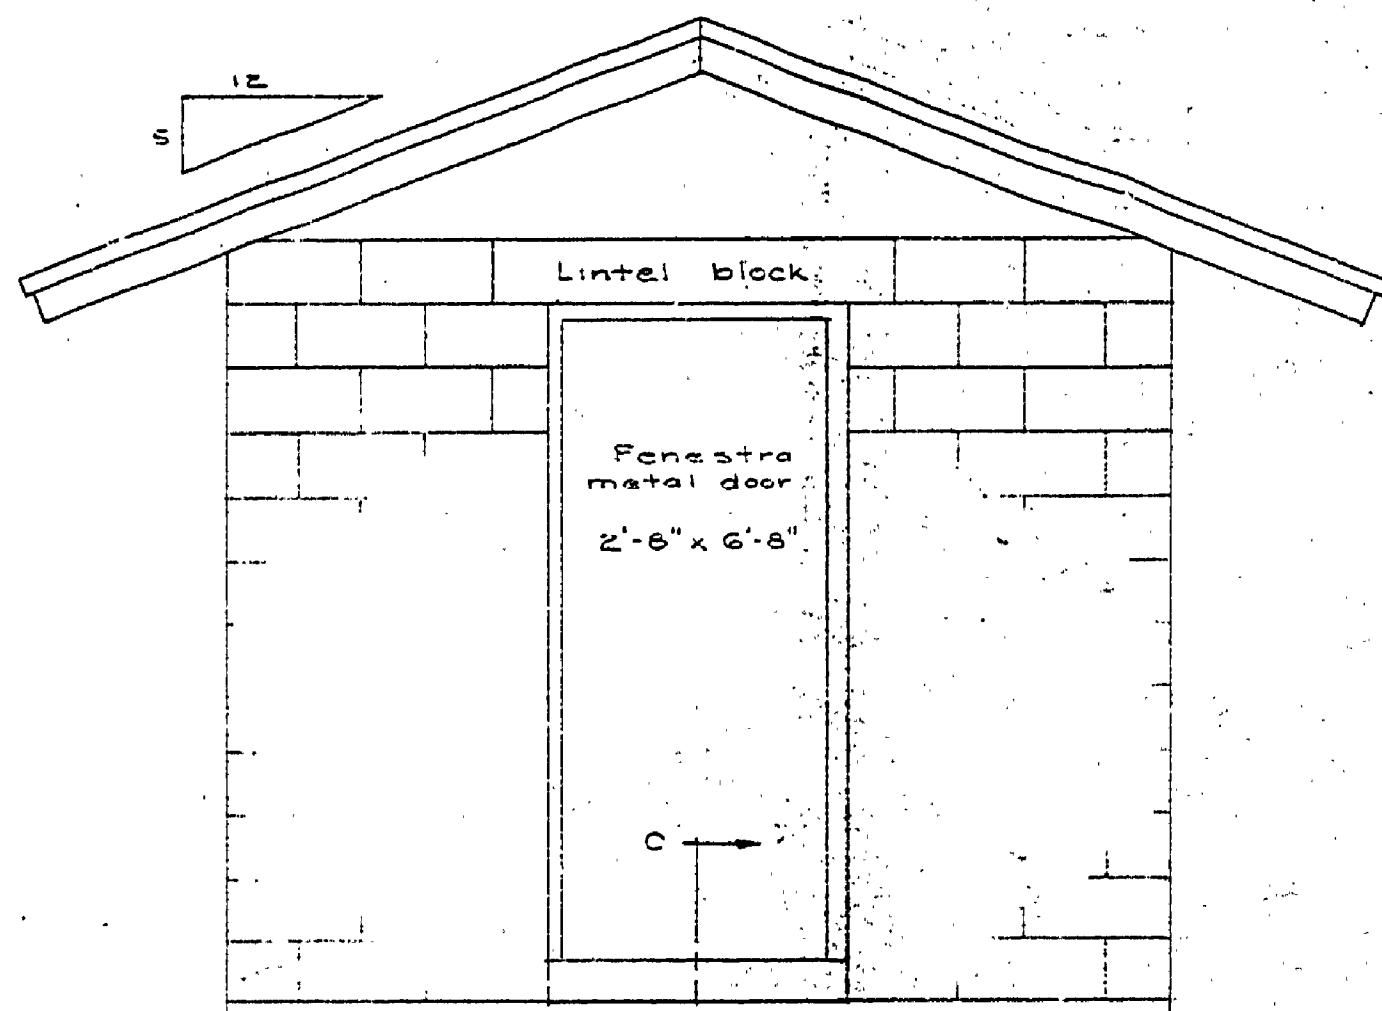 12
5
Lintel block
Fenestra
metal door
2'-8" x 6'-8"
C